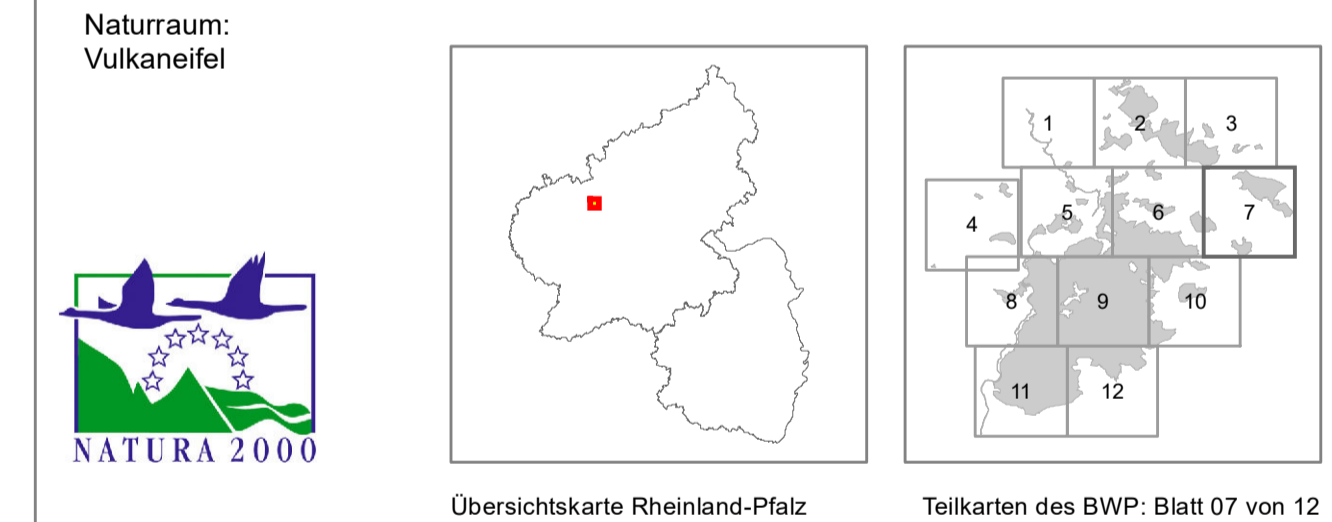 Naturraum:
Vulkaneifel
NATURA 2000
Übersichtskarte Rheinland-Pfalz
1
2
3
4
5
6
7
8
9
10
11
12
Teilkarten des BWP: Blatt 07 von 12